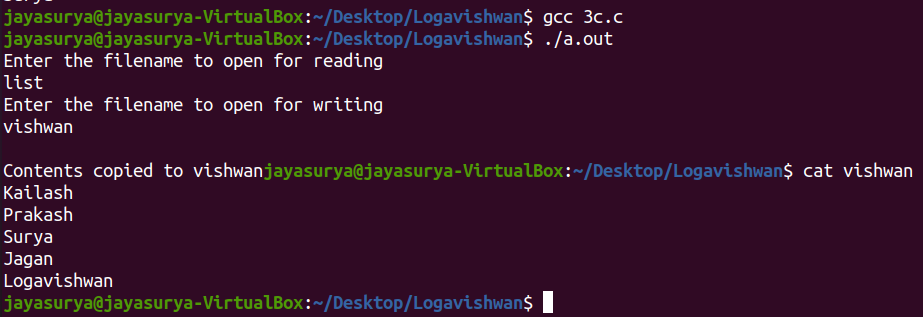 jayasurya@jayasurya-VirtualBox:~/Desktop/Logavishwan$ gcc 3c.c
jayasurya@jayasurya-VirtualBox:~/Desktop/Logavishwan$ ./a.out
Enter the filename to open for reading
list
Enter the filename to open for writing
vishwan
Contents copied to vishwanjayasurya@jayasurya-VirtualBox:~/Desktop/Logavishwan$ cat vishwan
Kailash
Prakash
Surya
Jagan
Logavishwan
jayasurya@jayasurya-VirtualBox:~/Desktop/Logavishwan$